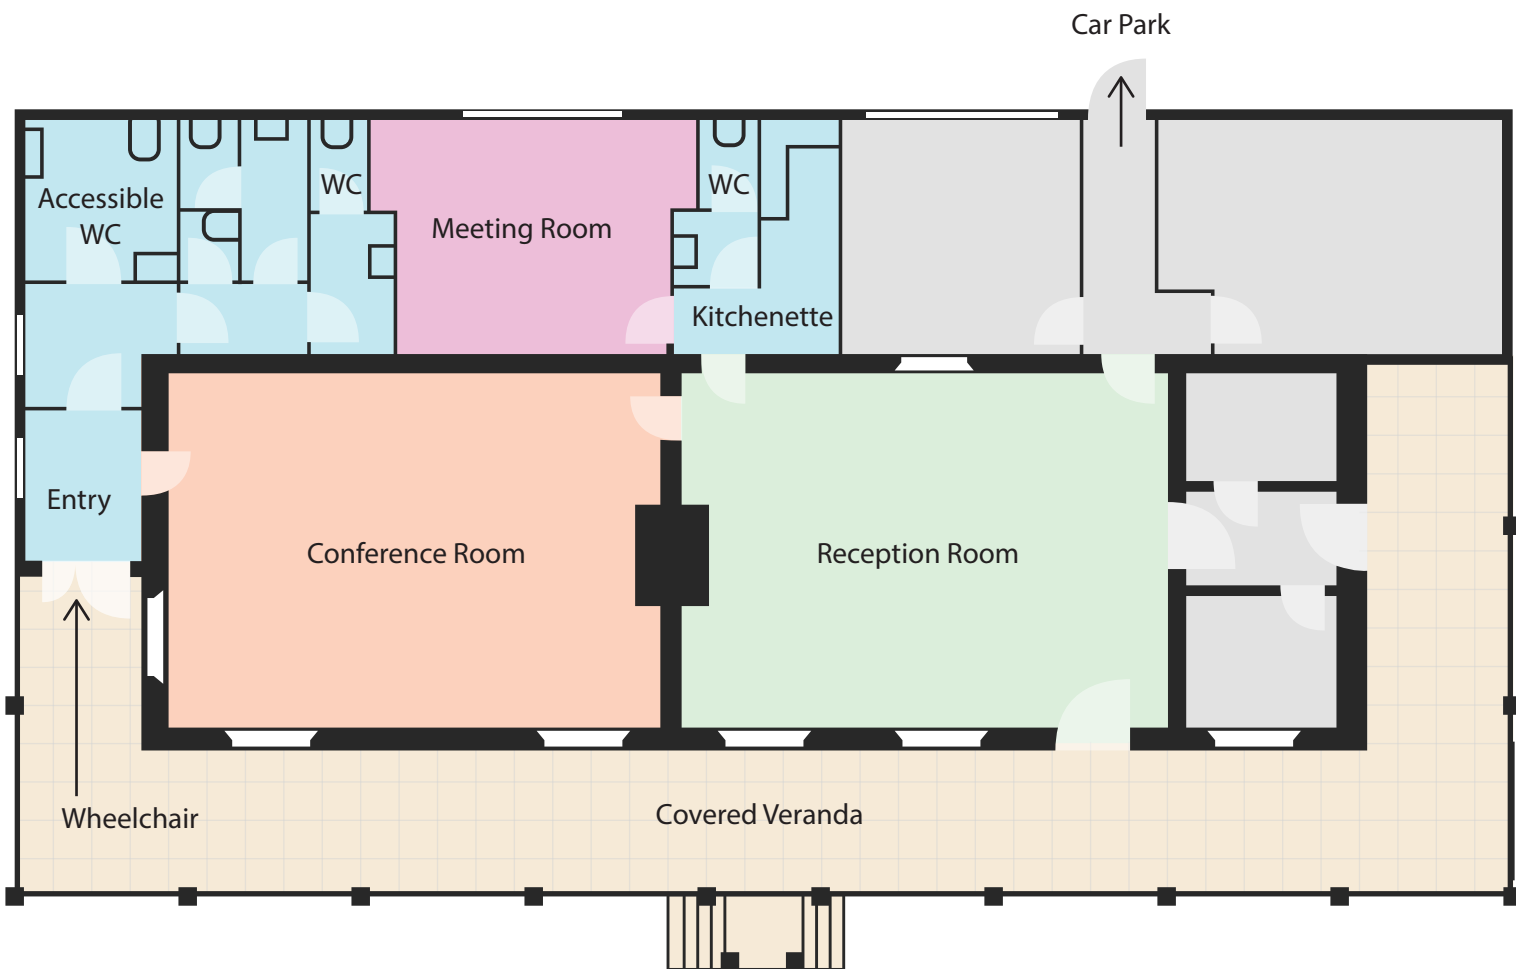 Car Park
Accessible
WC
WC
Meeting Room
WC
Kitchenette
Entry
Conference Room
Reception Room
Wheelchair
Covered Veranda